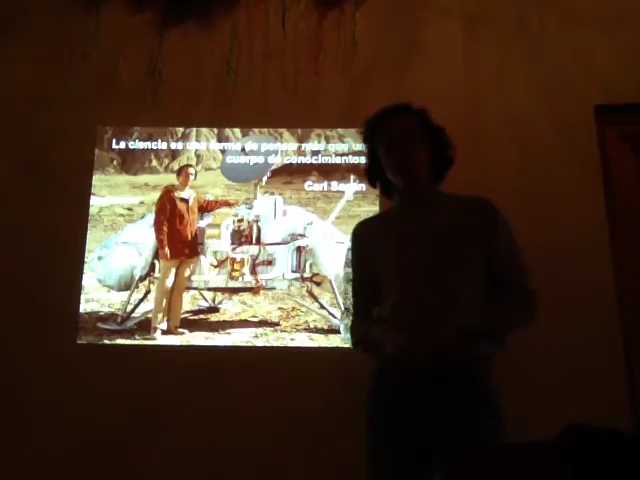 La ciencia es una forma de pensar más que un
cuerpo de conocimientos
Carl Sagan